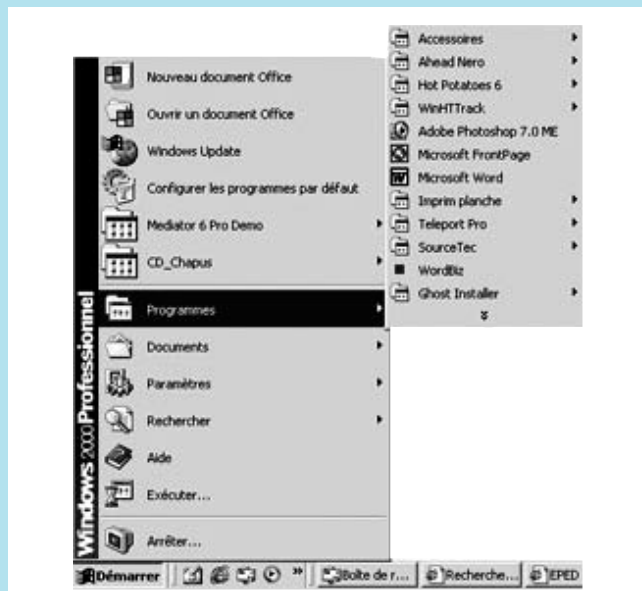 Accessoires
Ahead Nero
Hot Potatoes 6
WinHTTrack
Adobe Photoshop 7.0 ME
Microsoft FrontPage
Microsoft Word
Imprim planche
Teleport Pro
SourceTec
WordBiz
Ghost Installer
Nouveau document Office
Ouvrir un document Office
Windows Update
Configurer les programmes par défaut
Mediator 6 Pro Demo
CD_Chapus
Programmes
Documents
Paramètres
Rechercher
Aide
Exécuter...
Arrêter...
Windows 2000 Professionnel
Démarrer
Boîte de r...
Recherche...
EPED